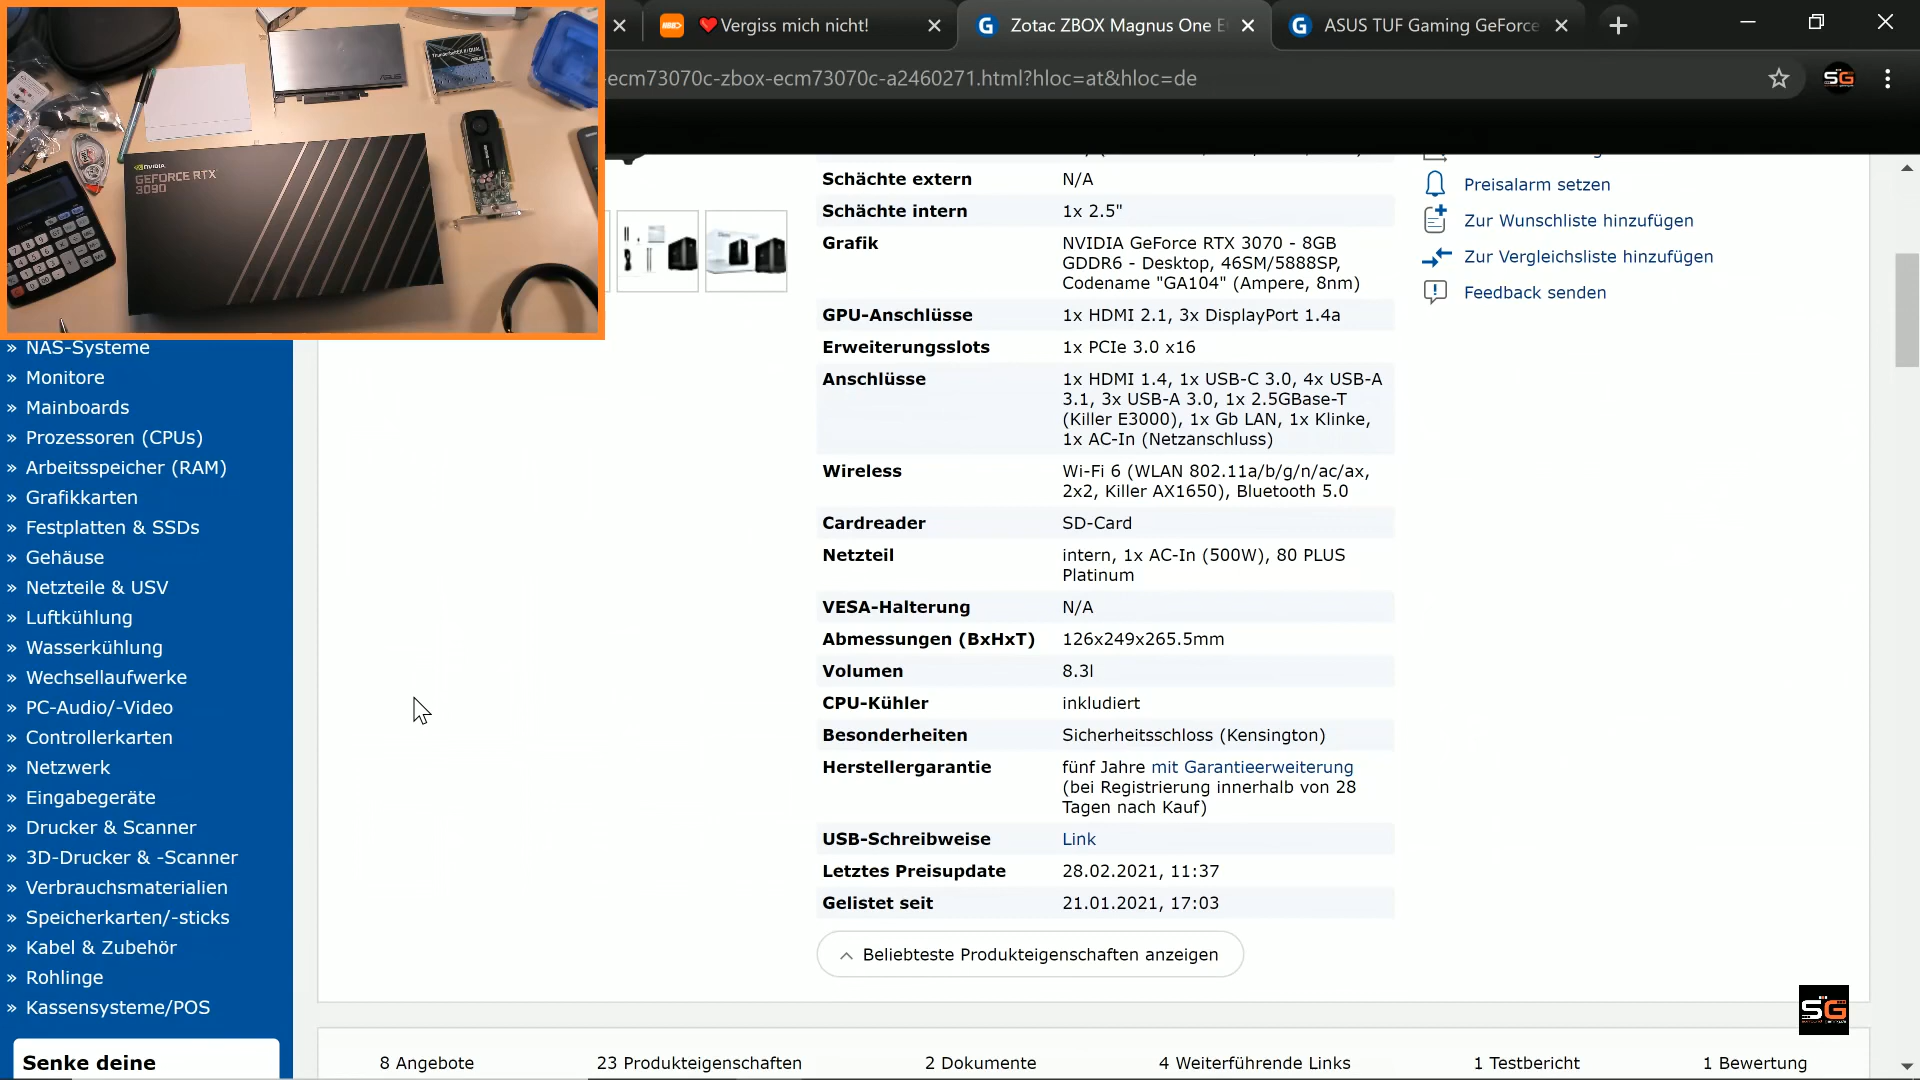 Vergiss mich nicht!
Zotac ZBOX Magnus One E
ASUS TUF Gaming GeForce
-ecm73070c-zbox-ecm73070c-a2460271.html?hloc=at&hloc=de
NVIDIA
GEFORCE RTX
3090
ASUS
Schächte extern N/A
Schächte intern 1x 2.5"
Grafik NVIDIA GeForce RTX 3070 - 8GB
GDDR6 - Desktop, 46SM/5888SP,
Codename "GA104" (Ampere, 8nm)
GPU-Anschlüsse 1x HDMI 2.1, 3x DisplayPort 1.4a
Erweiterungsslots 1x PCIe 3.0 x16
Anschlüsse 1x HDMI 1.4, 1x USB-C 3.0, 4x USB-A
3.1, 3x USB-A 3.0, 1x 2.5GBase-T
(Killer E3000), 1x Gb LAN, 1x Klinke,
1x AC-In (Netzanschluss)
Wireless Wi-Fi 6 (WLAN 802.11a/b/g/n/ac/ax,
2x2, Killer AX1650), Bluetooth 5.0
Cardreader SD-Card
Netzteil intern, 1x AC-In (500W), 80 PLUS
Platinum
VESA-Halterung N/A
Abmessungen (BxHxT) 126x249x265.5mm
Volumen 8.3l
CPU-Kühler inkludiert
Besonderheiten Sicherheitsschloss (Kensington)
Herstellergarantie fünf Jahre mit Garantieerweiterung
(bei Registrierung innerhalb von 28
Tagen nach Kauf)
USB-Schreibweise Link
Letztes Preisupdate 28.02.2021, 11:37
Gelistet seit 21.01.2021, 17:03
Beliebteste Produkteigenschaften anzeigen
Preisalarm setzen
Zur Wunschliste hinzufügen
Zur Vergleichsliste hinzufügen
Feedback senden
» NAS-Systeme
» Monitore
» Mainboards
» Prozessoren (CPUs)
» Arbeitsspeicher (RAM)
» Grafikkarten
» Festplatten & SSDs
» Gehäuse
» Netzteile & USV
» Luftkühlung
» Wasserkühlung
» Wechsellaufwerke
» PC-Audio/-Video
» Controllerkarten
» Netzwerk
» Eingabegeräte
» Drucker & Scanner
» 3D-Drucker & -Scanner
» Verbrauchsmaterialien
» Speicherkarten/-sticks
» Kabel & Zubehör
» Rohlinge
» Kassensysteme/POS
Senke deine
8 Angebote
23 Produkteigenschaften
2 Dokumente
4 Weiterführende Links
1 Testbericht
1 Bewertung
SG